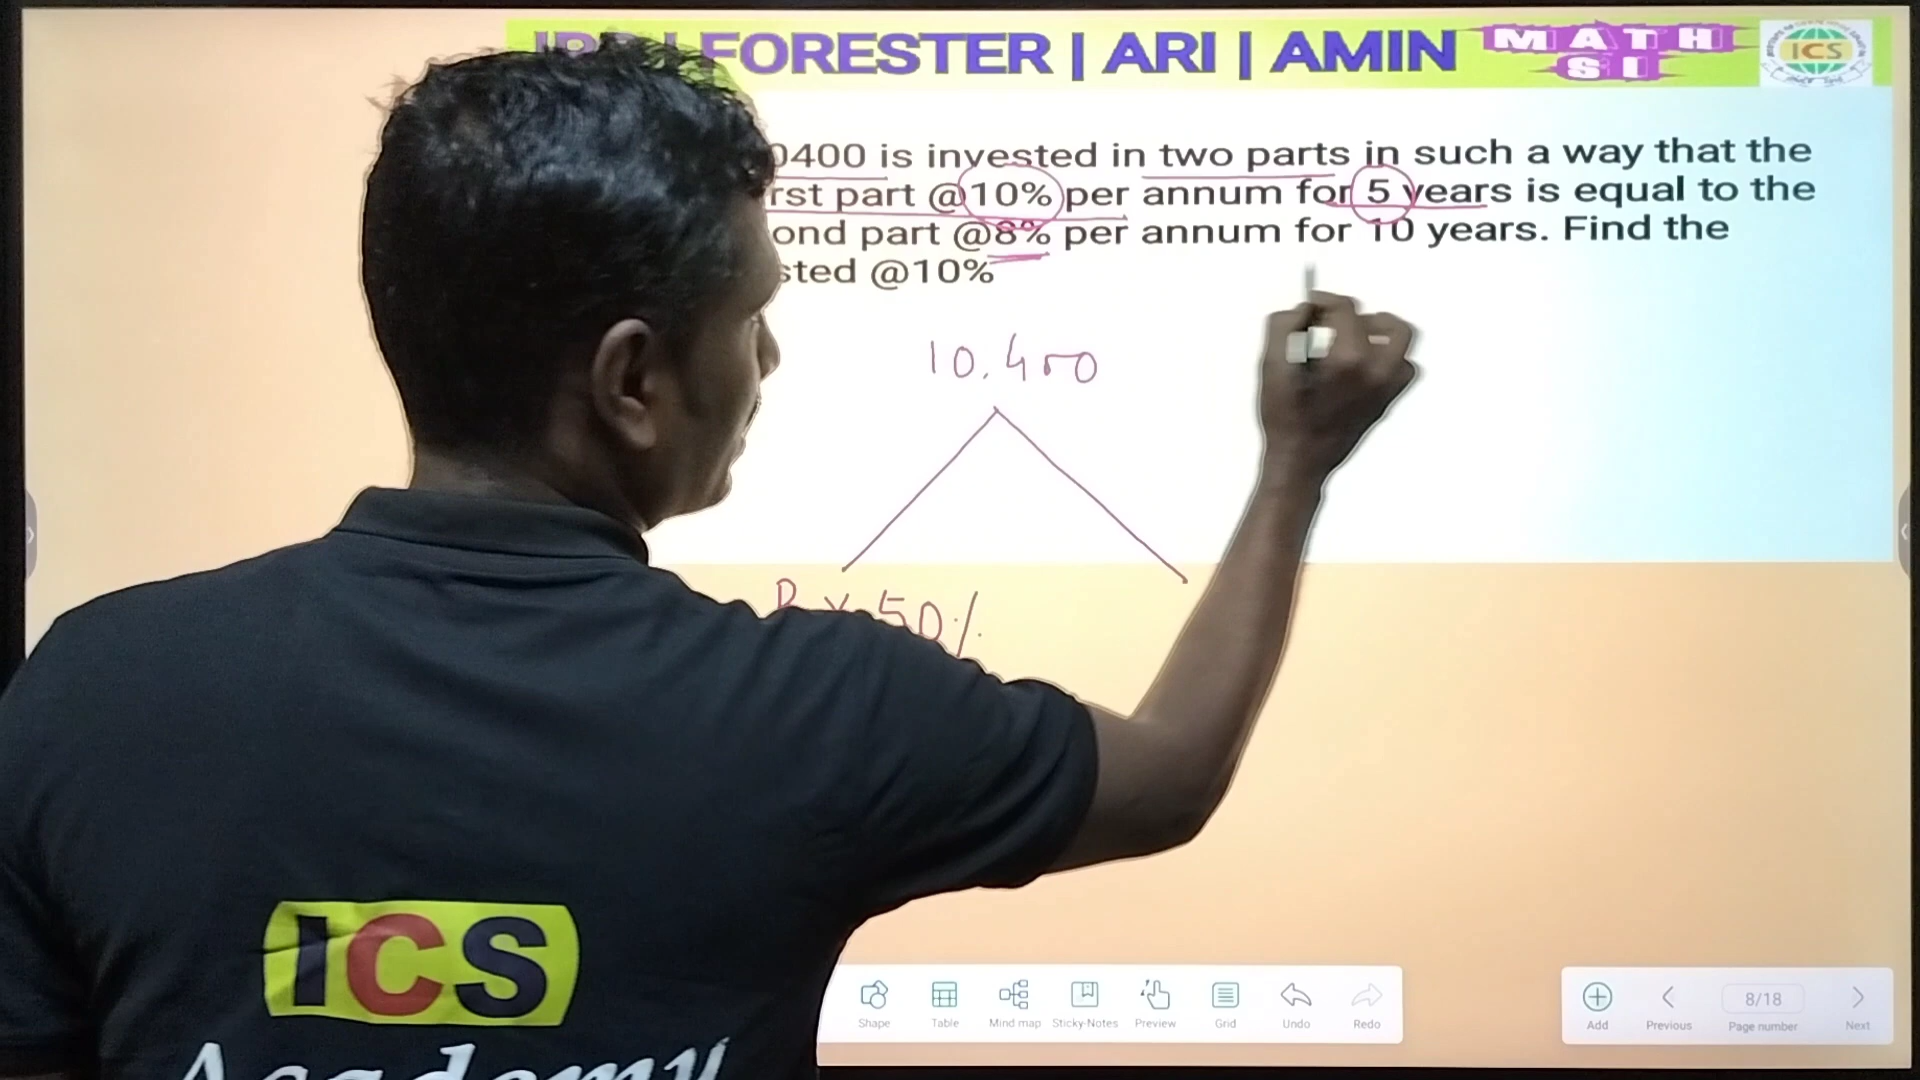 FORESTER | ARI | AMIN MATH
SI
ICS
0400 is invested in two parts in such a way that the
rst part @10% per annum for 5 years is equal to the
ond part @8% per annum for 10 years. Find the
sted @10%
10.400
P x 50%
ICS
Academy
Shape Table Mind map Sticky-Notes Preview Grid Undo Redo
Add Previous 8/18 Page number Next